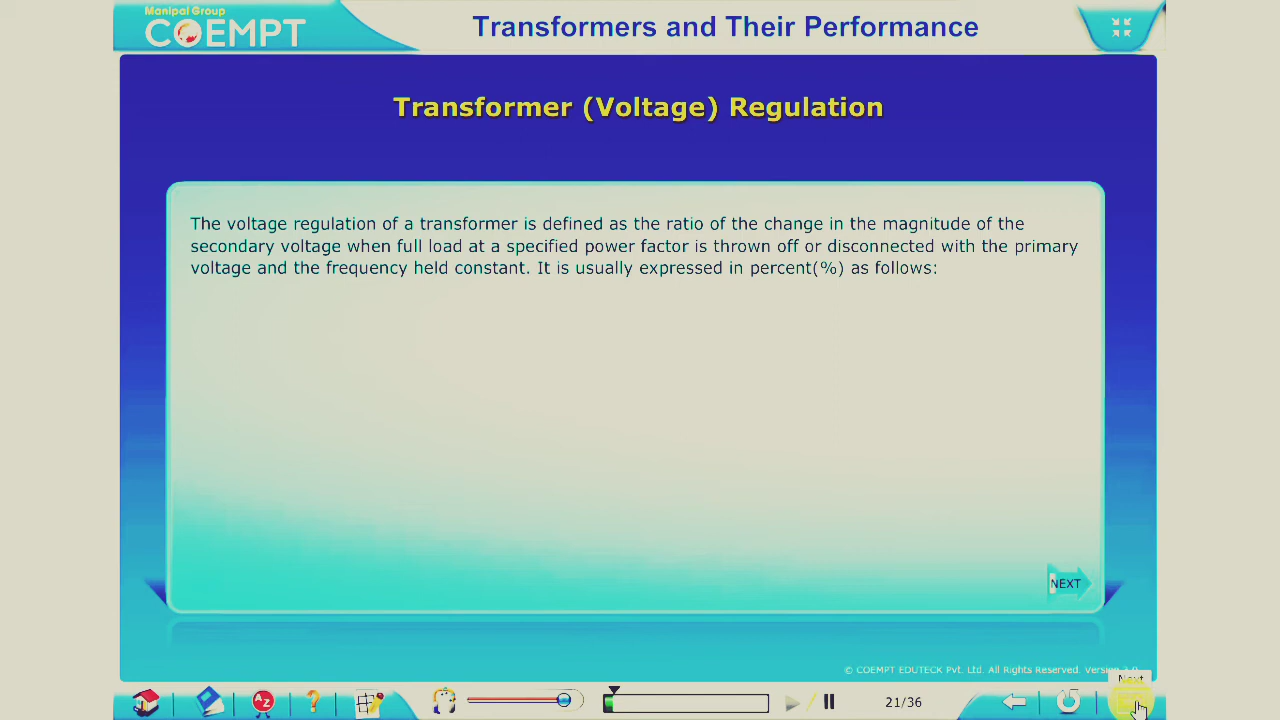 Manipal Group
COEMPT
Transformers and Their Performance
Transformer (Voltage) Regulation
The voltage regulation of a transformer is defined as the ratio of the change in the magnitude of the
secondary voltage when full load at a specified power factor is thrown off or disconnected with the primary
voltage and the frequency held constant. It is usually expressed in percent(%) as follows:
NEXT
© COEMPT EDUTECK Pvt. Ltd. All Rights Reserved.
Next
AZ
?
21/36